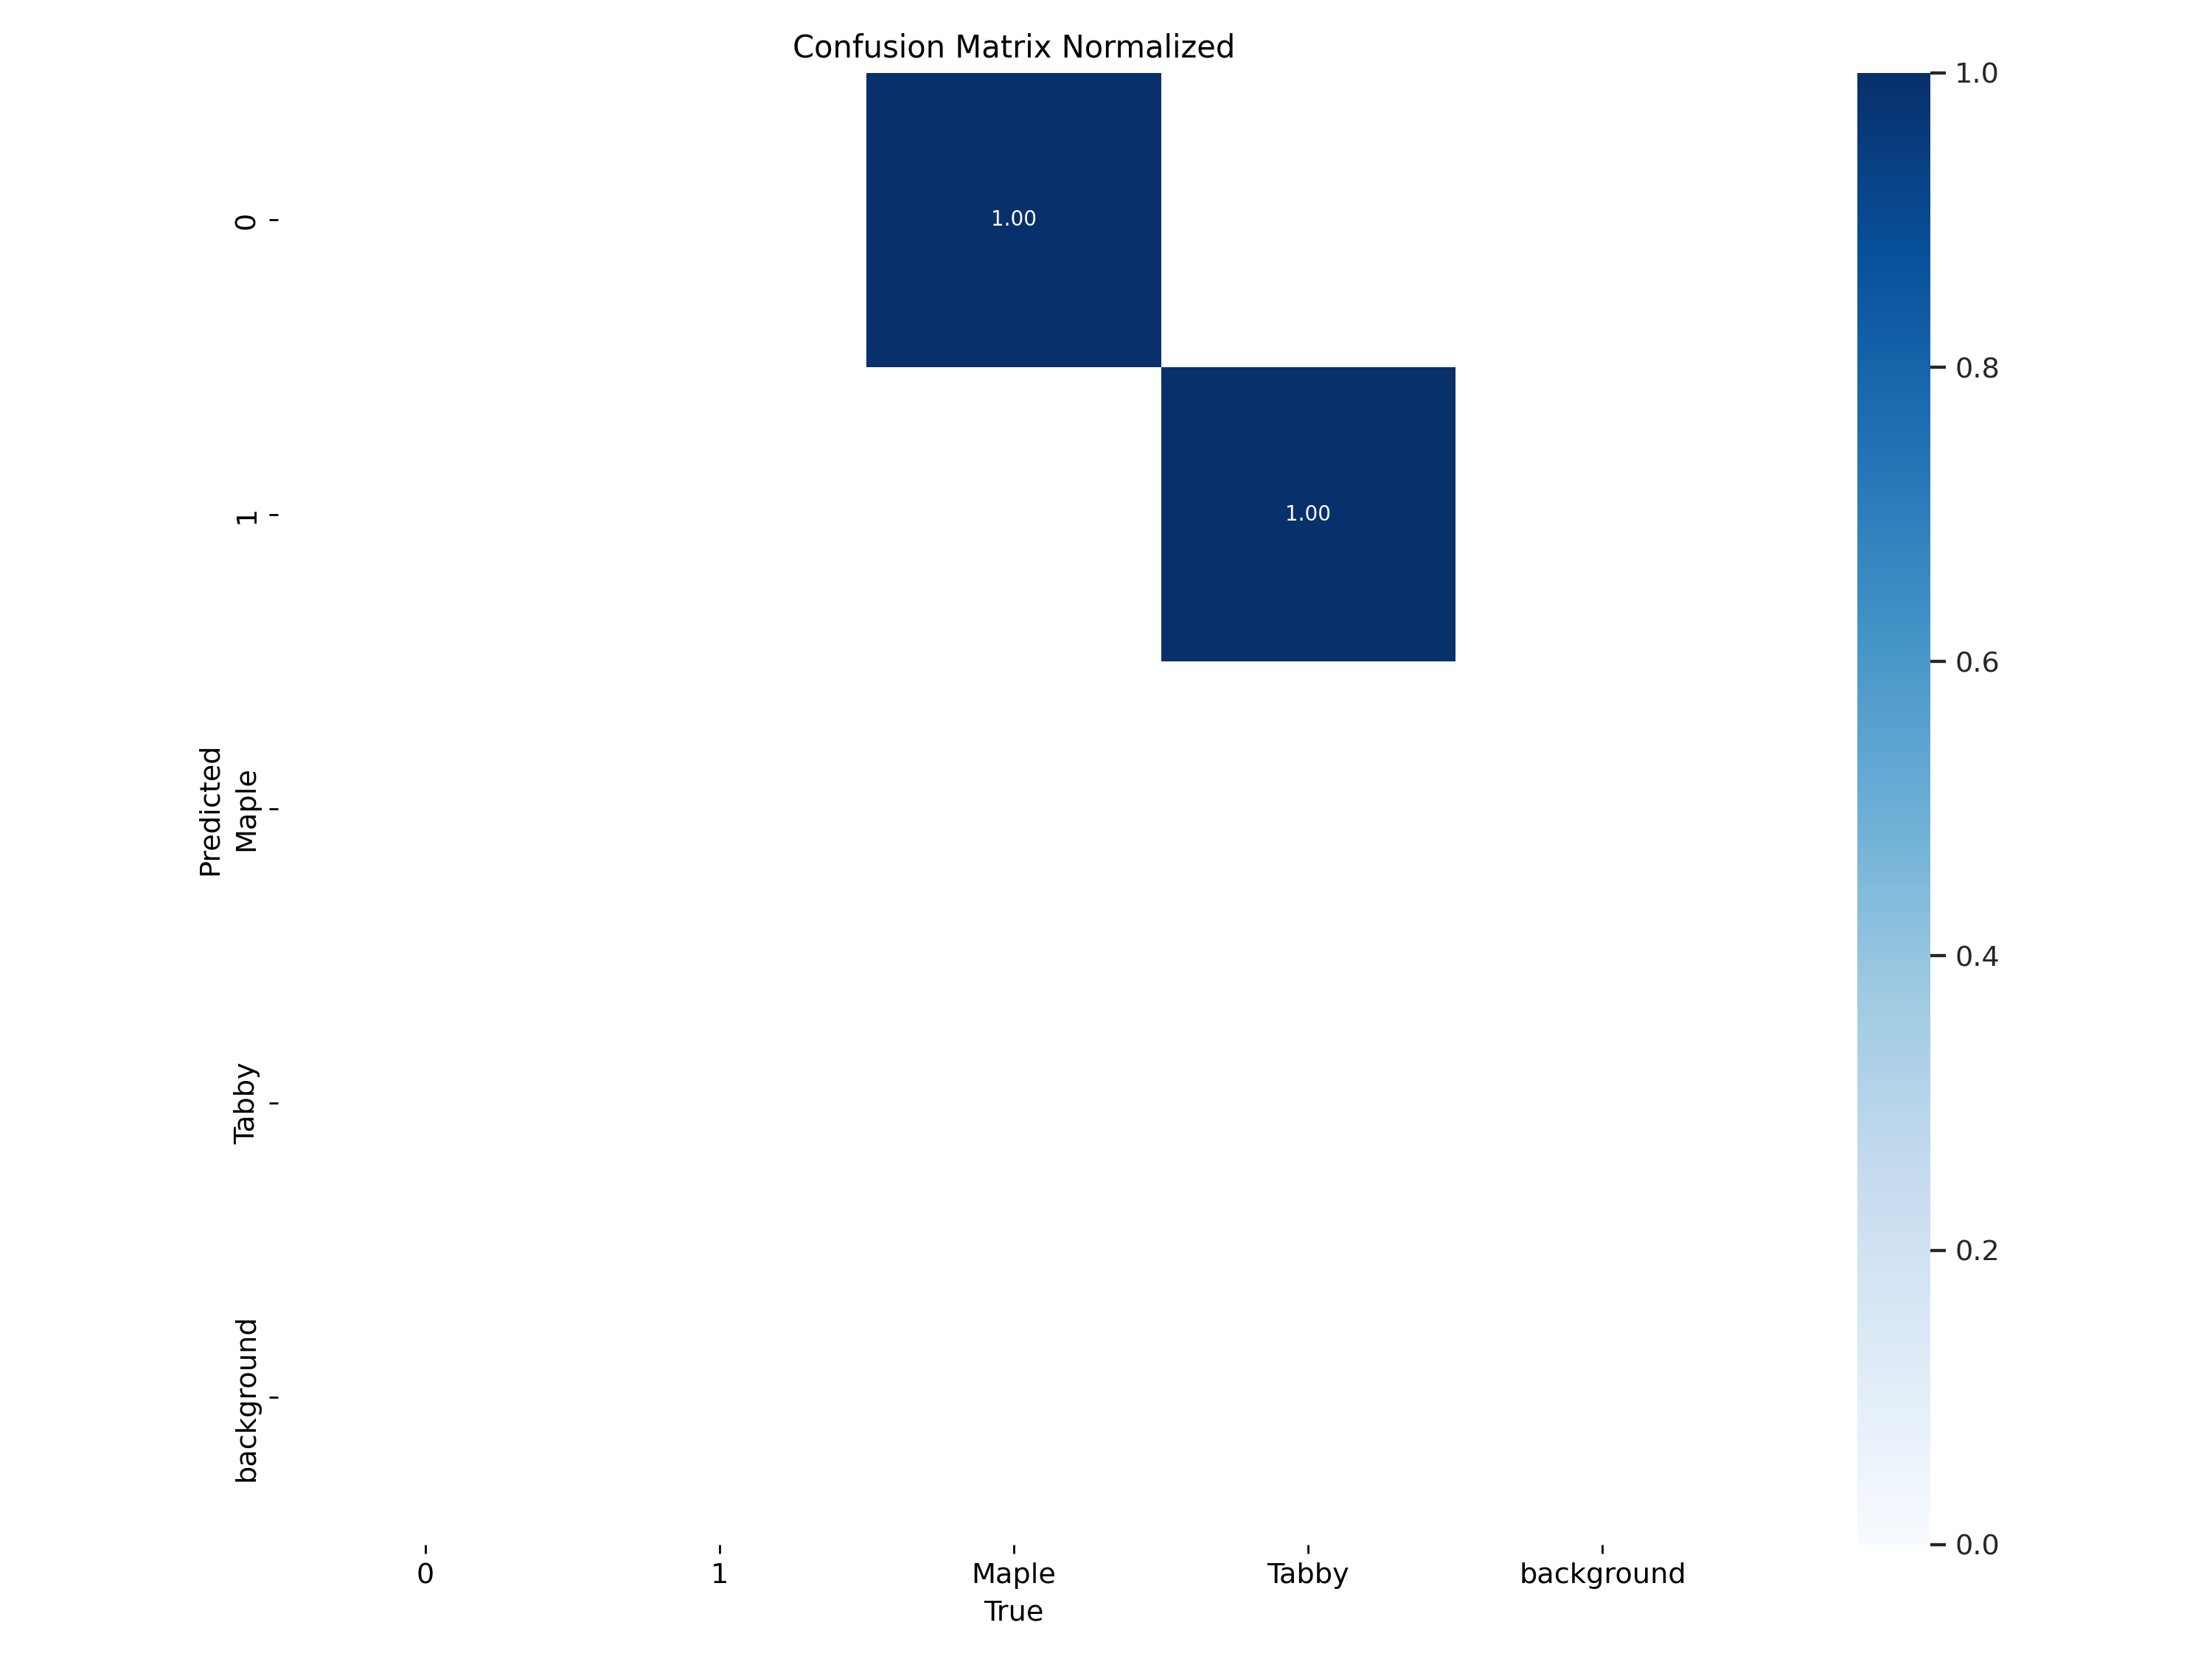 Confusion Matrix Normalized
1.0
0
1.00
0.8
1
1.00
0.6
Predicted
Maple
0.4
Tabby
0.2
background
0.0
0 1 Maple Tabby background
True